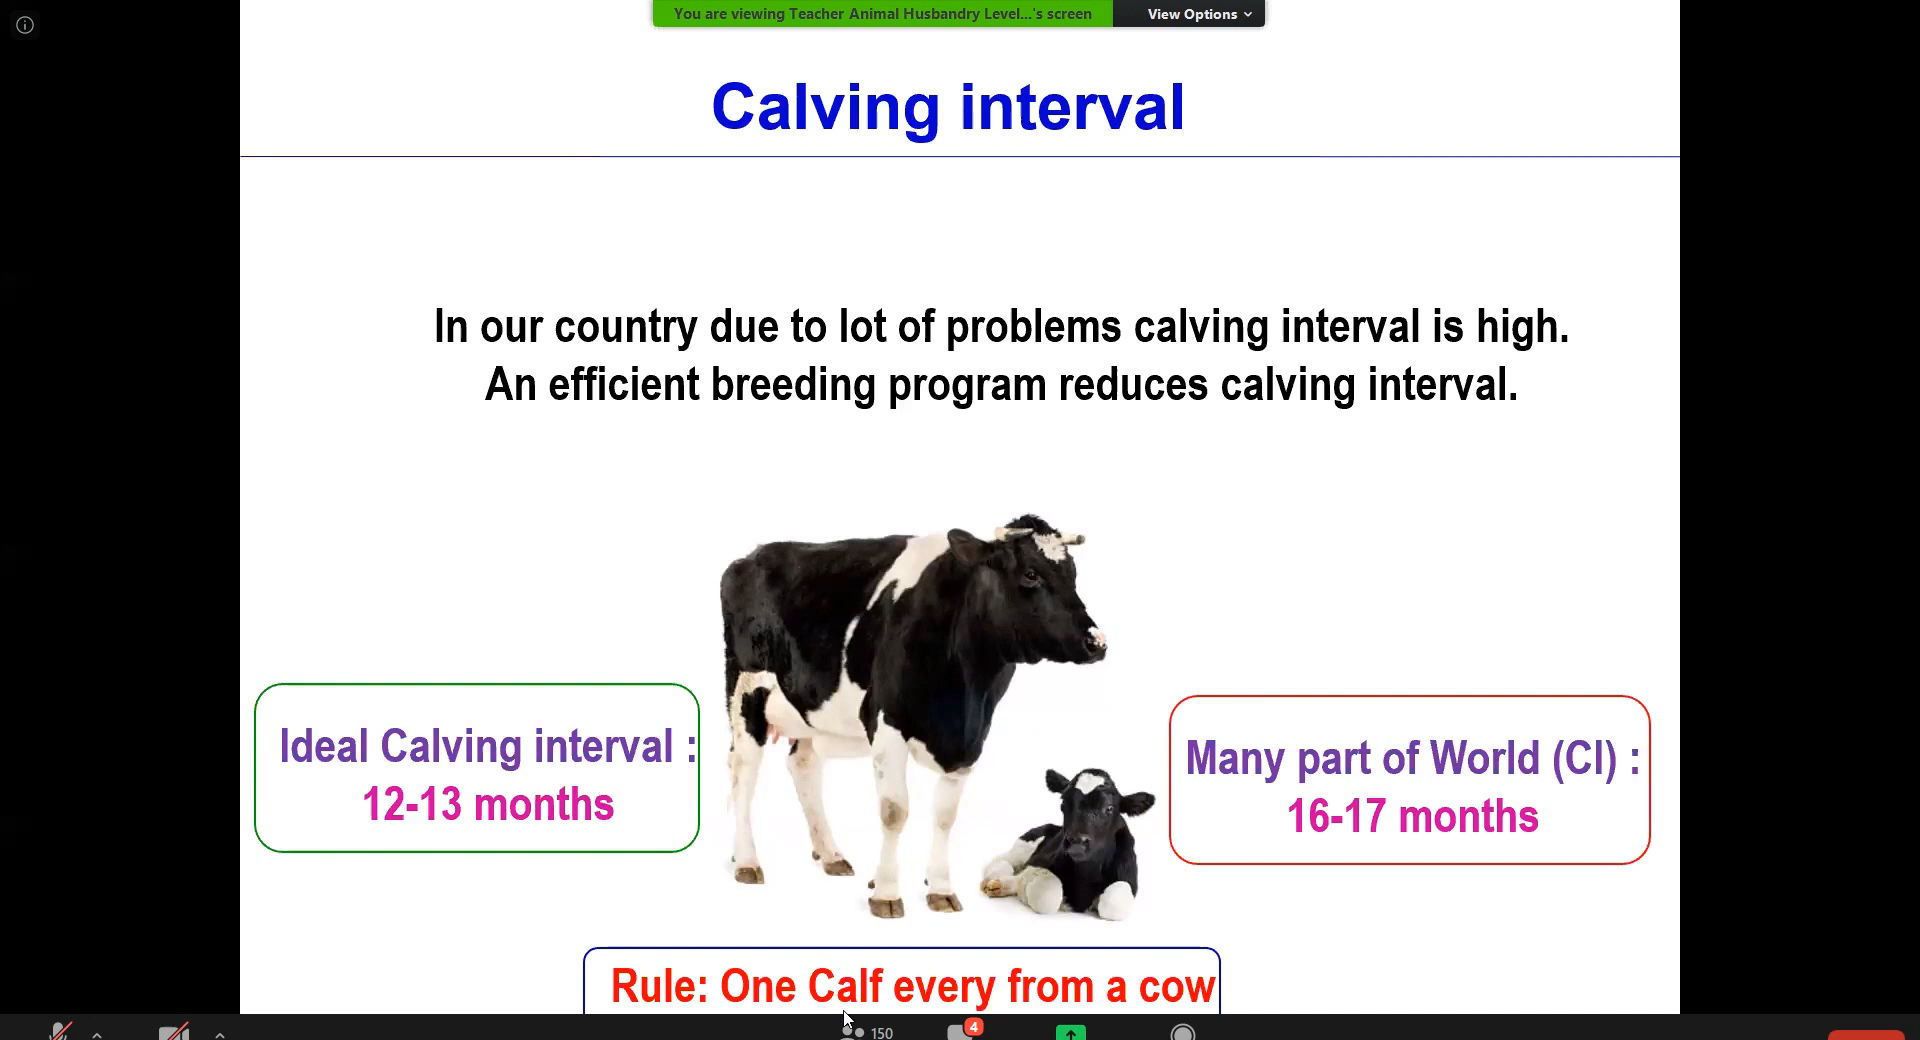 You are viewing Teacher Animal Husbandry Level...'s screen
View Options
Calving interval
In our country due to lot of problems calving interval is high.
An efficient breeding program reduces calving interval.
Ideal Calving interval :
12-13 months
Many part of World (CI) :
16-17 months
Rule: One Calf every from a cow
150
4